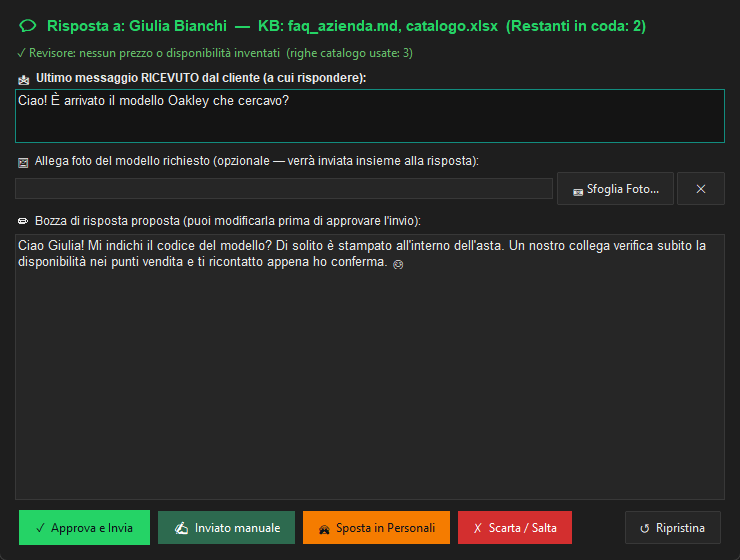 Risposta a: Giulia Bianchi — KB: faq_azienda.md, catalogo.xlsx (Restanti in coda: 2)
✓ Revisore: nessun prezzo o disponibilità inventati (righe catalogo usate: 3)
Ultimo messaggio RICEVUTO dal cliente (a cui rispondere):
Ciao! È arrivato il modello Oakley che cercavo?
Allega foto del modello richiesto (opzionale — verrà inviata insieme alla risposta):
Sfoglia Foto...
Bozza di risposta proposta (puoi modificarla prima di approvare l'invio):
Ciao Giulia! Mi indichi il codice del modello? Di solito è stampato all'interno dell'asta. Un nostro collega verifica subito la
disponibilità nei punti vendita e ti ricontatto appena ho conferma.
✓ Approva e Invia
Inviato manuale
Sposta in Personali
✗ Scarta / Salta
↺ Ripristina